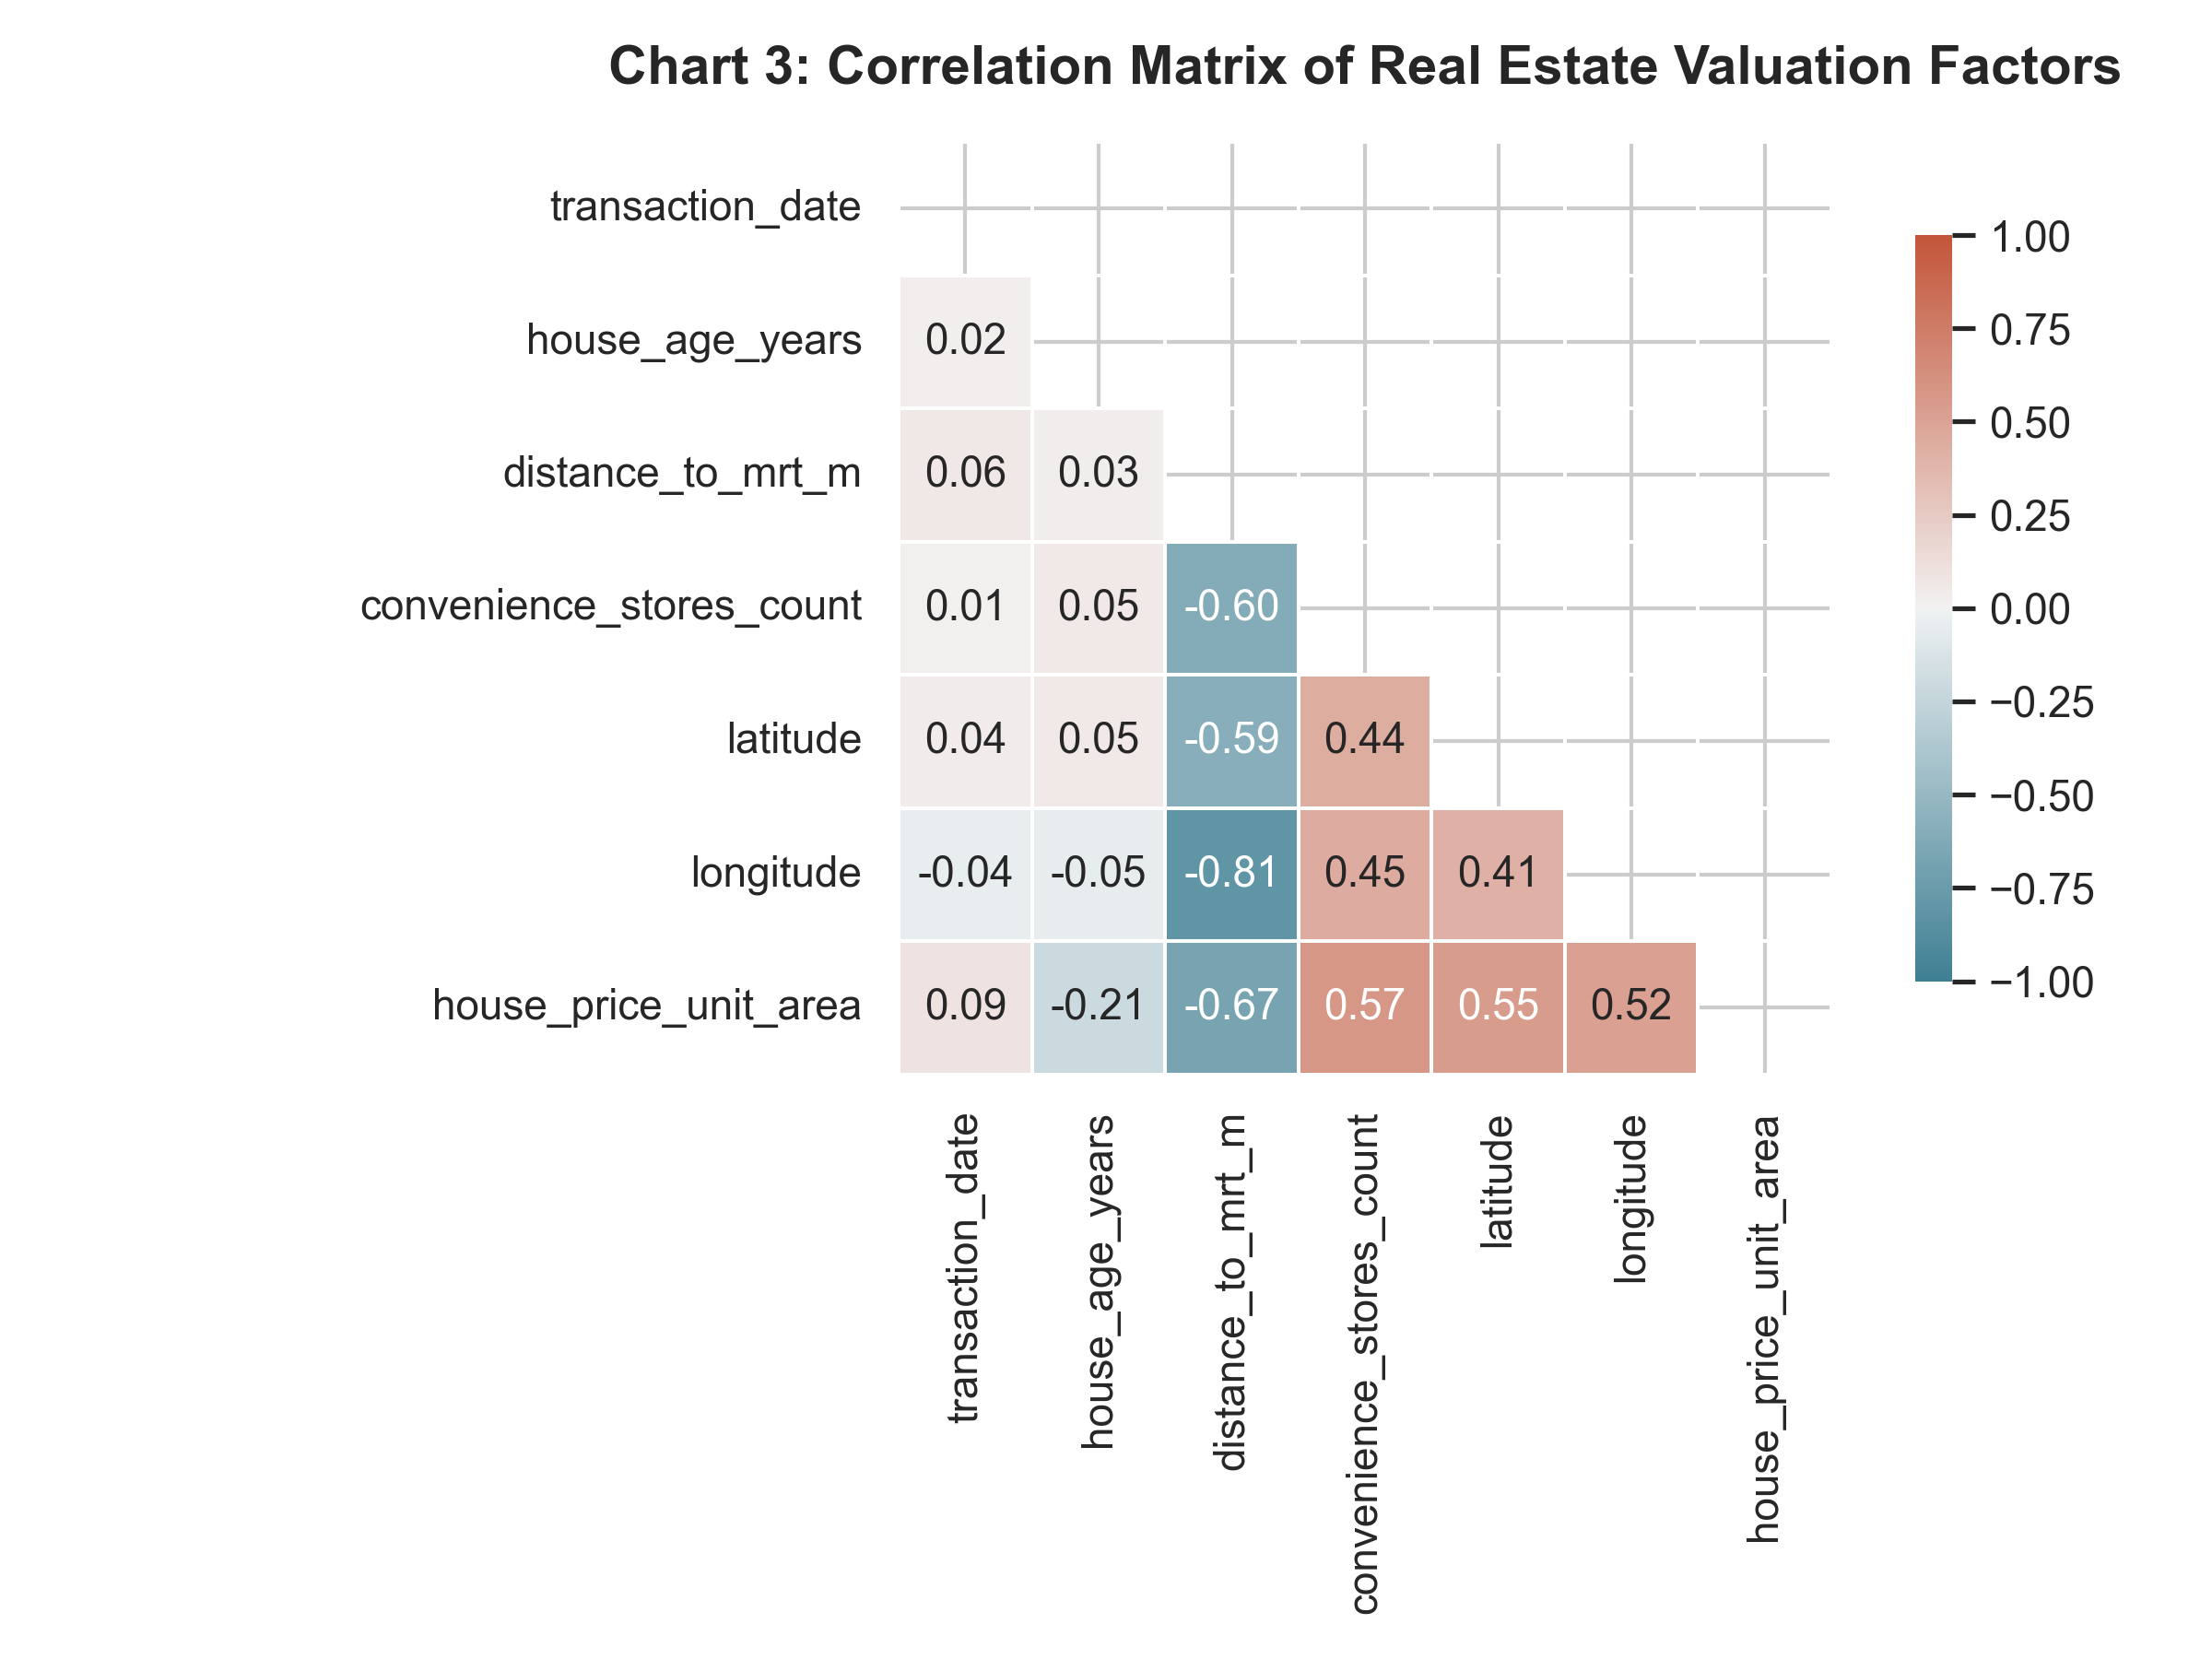 Chart 3: Correlation Matrix of Real Estate Valuation Factors
transaction_date
house_age_years 0.02
distance_to_mrt_m 0.06 0.03
convenience_stores_count 0.01 0.05 -0.60
latitude 0.04 0.05 -0.59 0.44
longitude -0.04 -0.05 -0.81 0.45 0.41
house_price_unit_area 0.09 -0.21 -0.67 0.57 0.55 0.52
transaction_date
house_age_years
distance_to_mrt_m
convenience_stores_count
latitude
longitude
house_price_unit_area
1.00
0.75
0.50
0.25
0.00
−0.25
−0.50
−0.75
−1.00